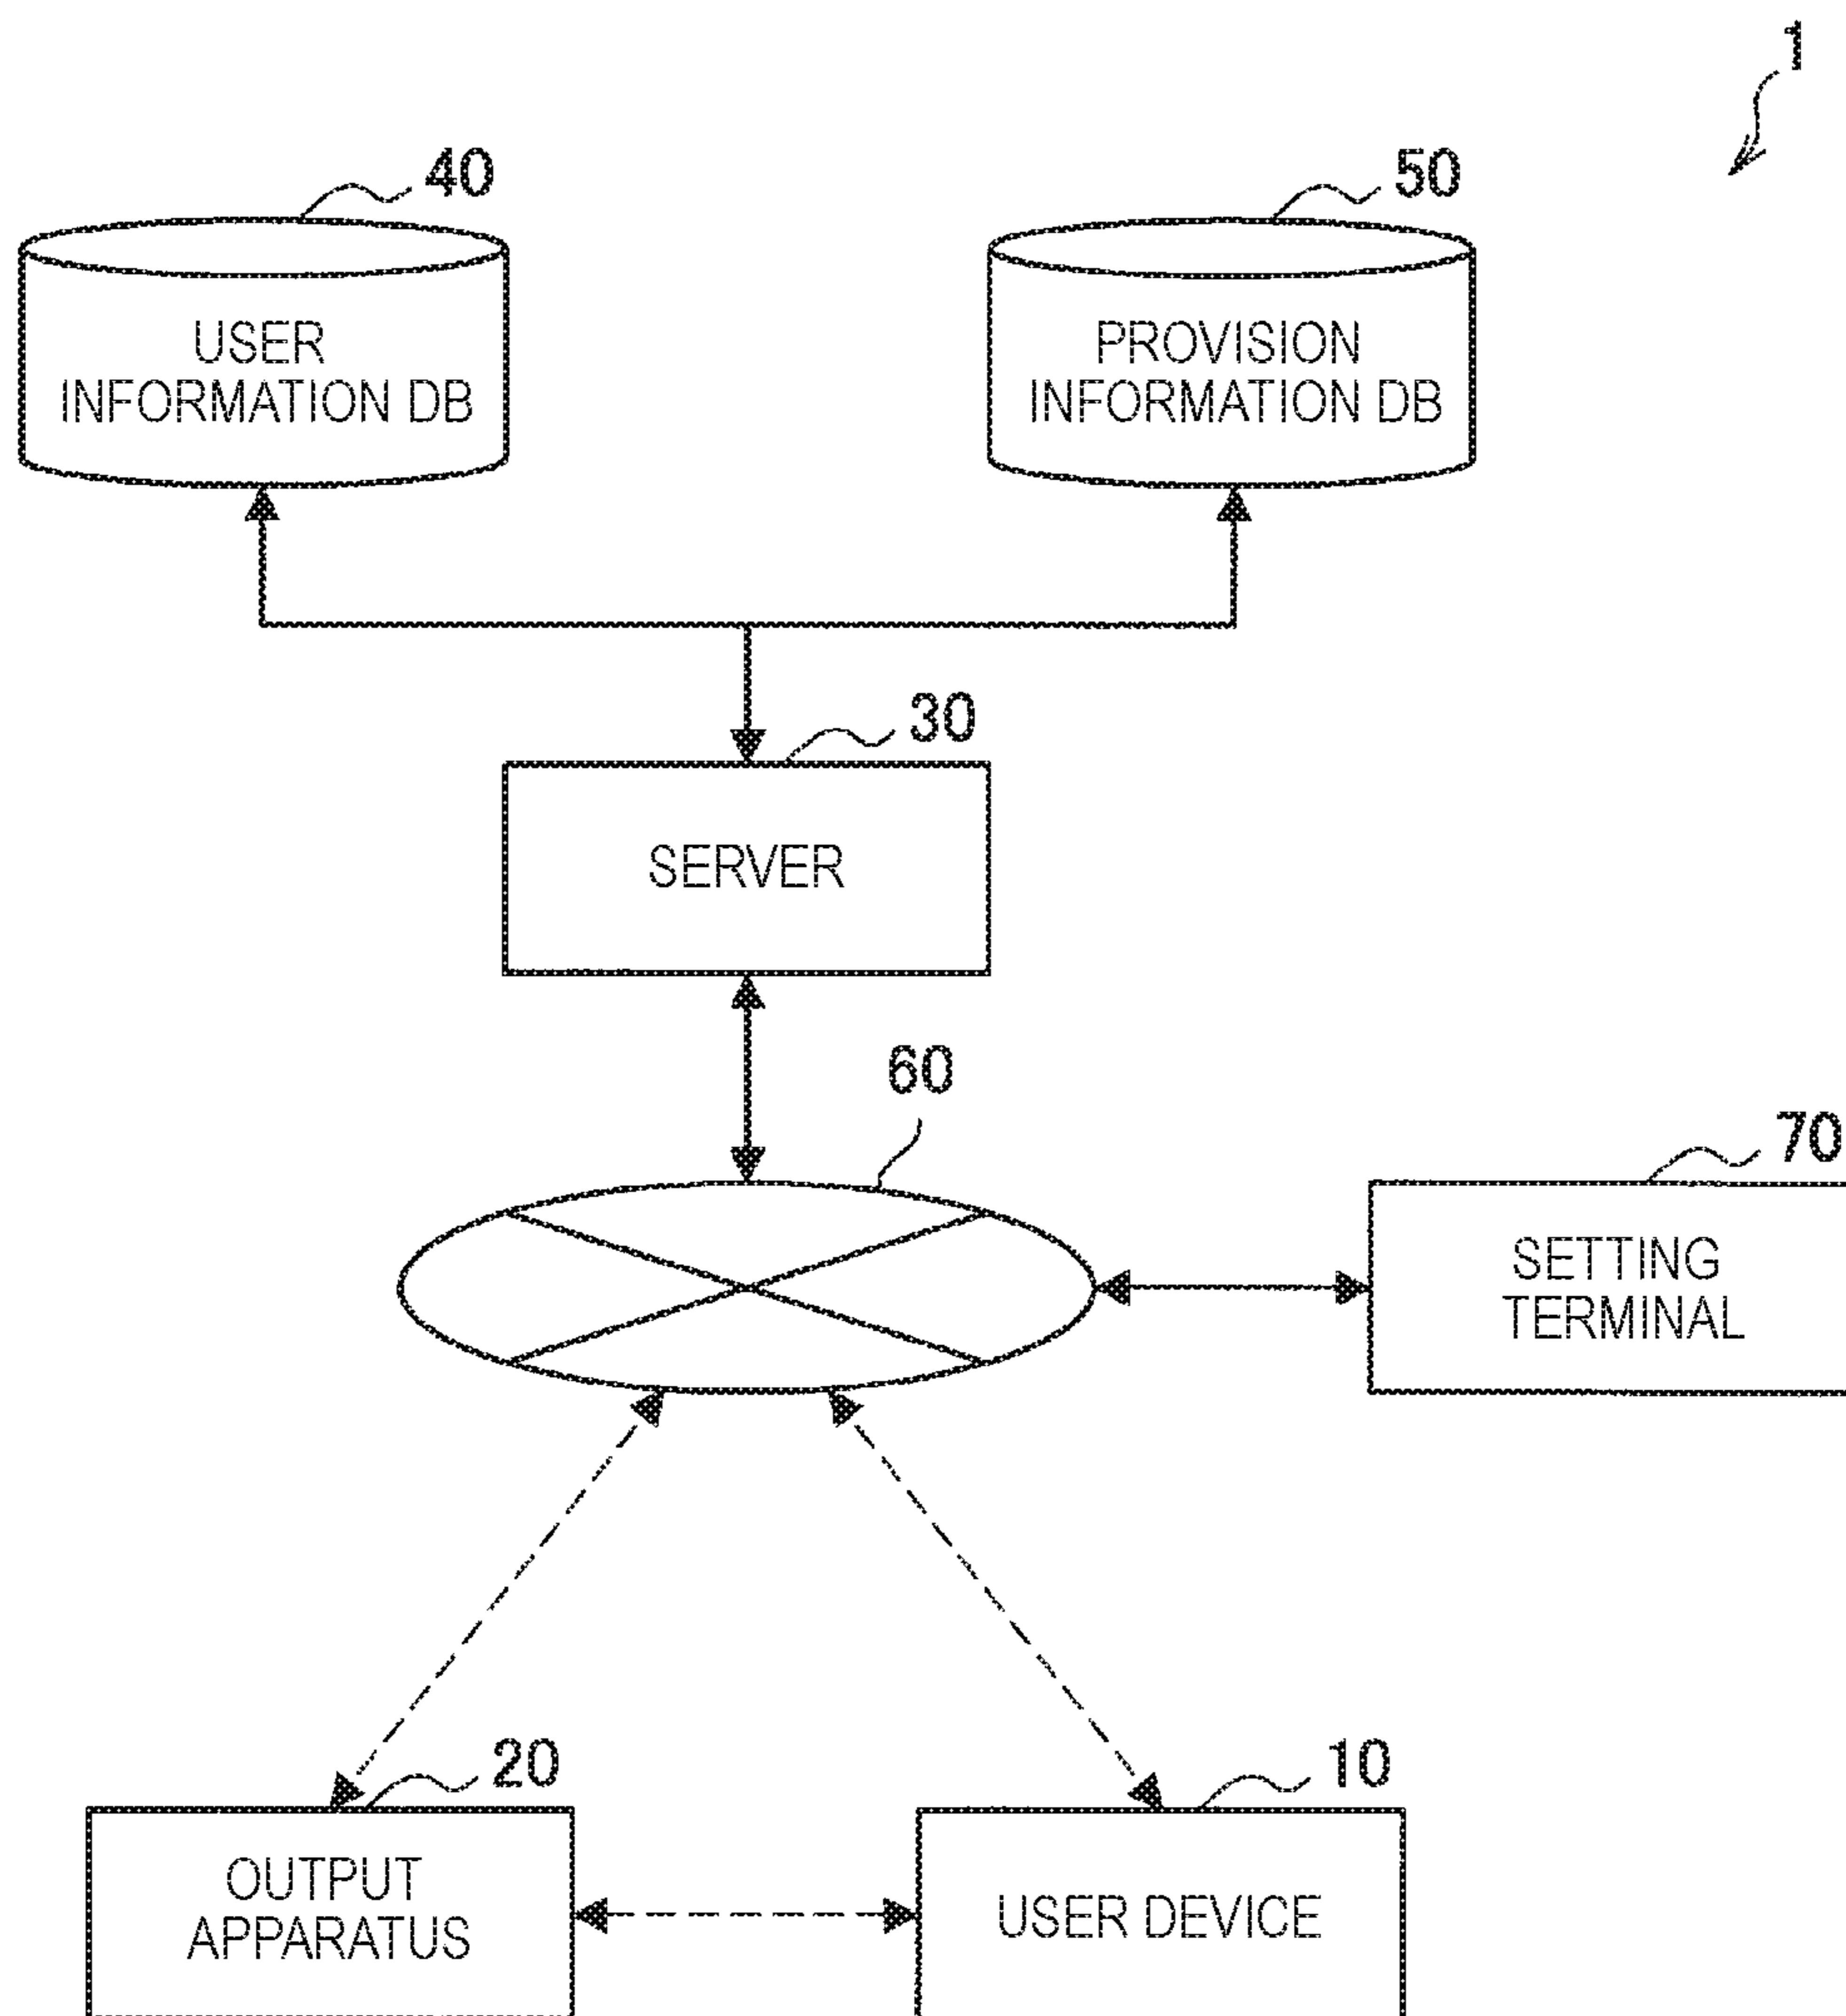 1
40
50
USER
INFORMATION DB
PROVISION
INFORMATION DB
30
SERVER
60
70
SETTING
TERMINAL
20
10
OUTPUT
APPARATUS
USER DEVICE